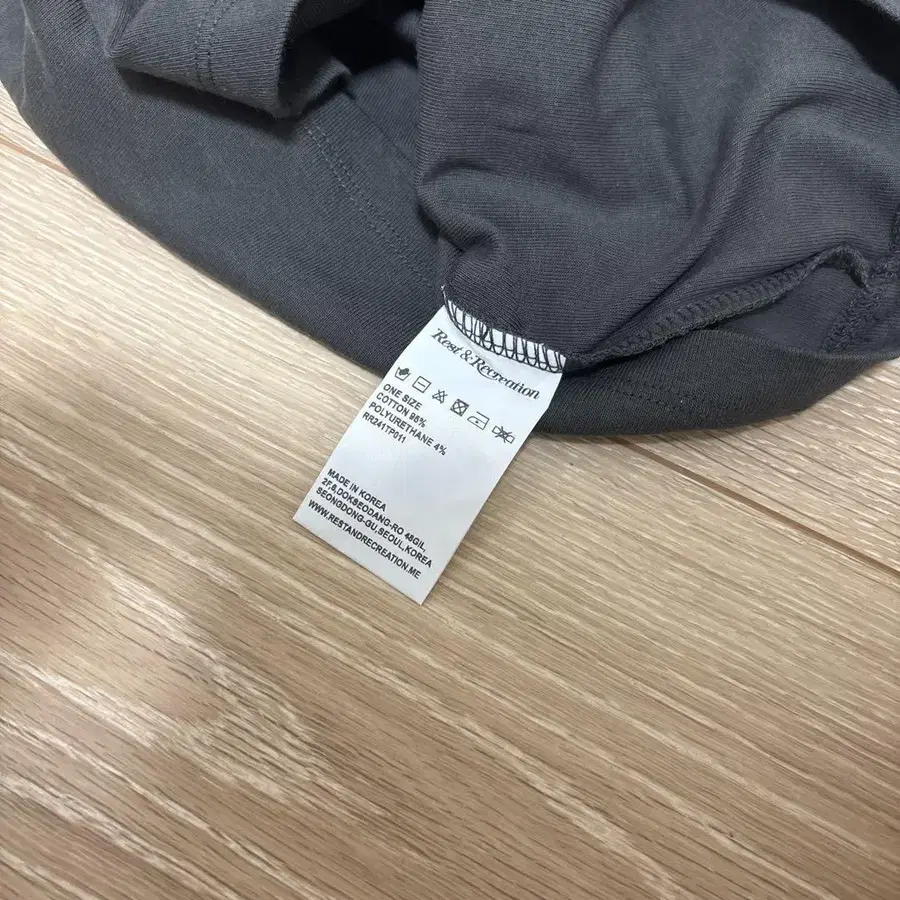 Rest & Recreation
ONE SIZE
COTTON 96%
POLYURETHANE 4%
RR241TP011
MADE IN KOREA
2F,8,DOKSEODANG-RO 48GIL,
SEONGDONG-GU,SEOUL,KOREA
WWW.RESTANDRECREATION.ME